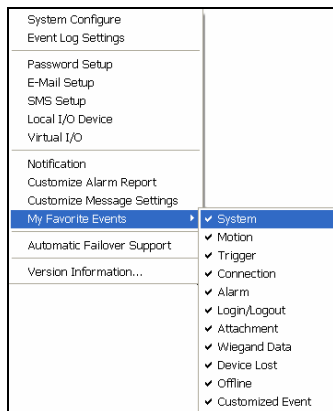 System Configure
Event Log Settings
Password Setup
E-Mail Setup
SMS Setup
Local I/O Device
Virtual I/O
Notification
Customize Alarm Report
Customize Message Settings
My Favorite Events
Automatic Failover Support
Version Information...
System
Motion
Trigger
Connection
Alarm
Login/Logout
Attachment
Wiegand Data
Device Lost
Offline
Customized Event